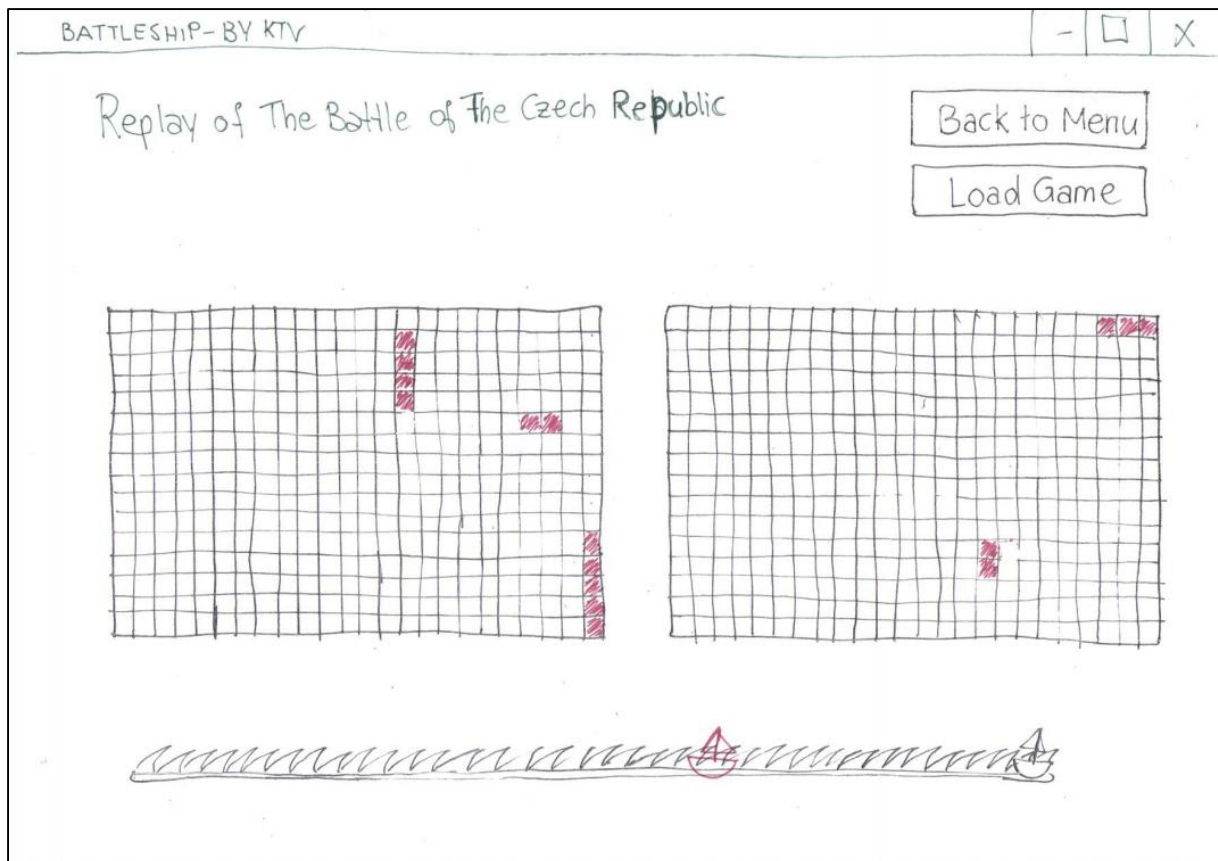 BATTLESHIP-BY KTV
- □ X
Replay of The Battle of The Czech Republic
Back to Menu
Load Game